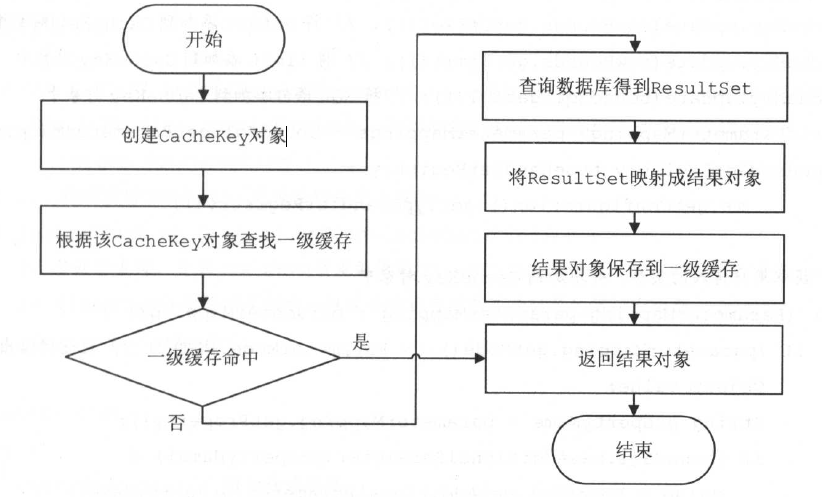 开始
创建CacheKey对象
根据该CacheKey对象查找一级缓存
一级缓存命中
是
否
查询数据库得到ResultSet
将ResultSet映射成结果对象
结果对象保存到一级缓存
返回结果对象
结束